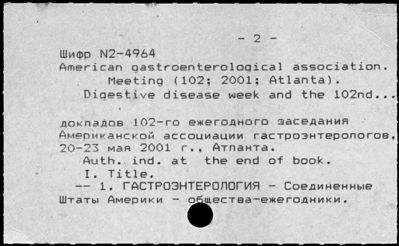 - 2 -
Шифр N2-4964
American gastroenterological association.
Meeting (102; 2001; Atlanta).
Digestive disease week and the 102nd...
докладов 102-го ежегодного заседания
Американской ассоциации гастроэнтерологов,
20-23 мая 2001 г., Атланта.
Auth. ind. at the end of book.
I. Title.
-- 1. ГАСТРОЭНТЕРОЛОГИЯ - Соединенные
Штаты Америки - общества-ежегодники.